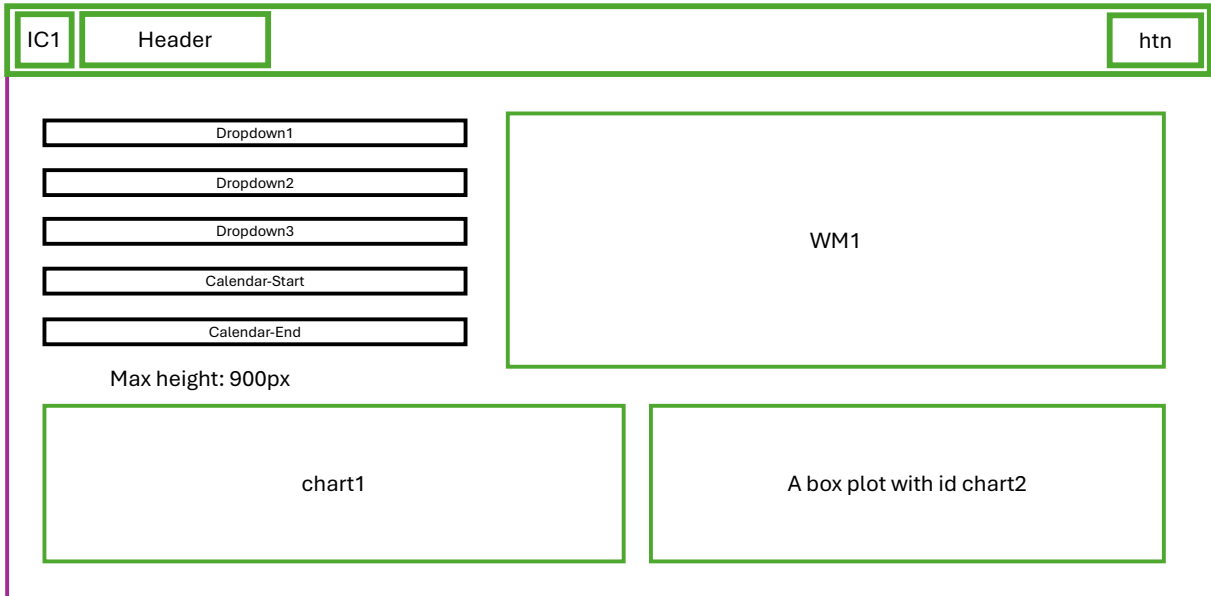 IC1
Header
htn
Dropdown1
Dropdown2
Dropdown3
Calendar-Start
Calendar-End
Max height: 900px
WM1
chart1
A box plot with id chart2